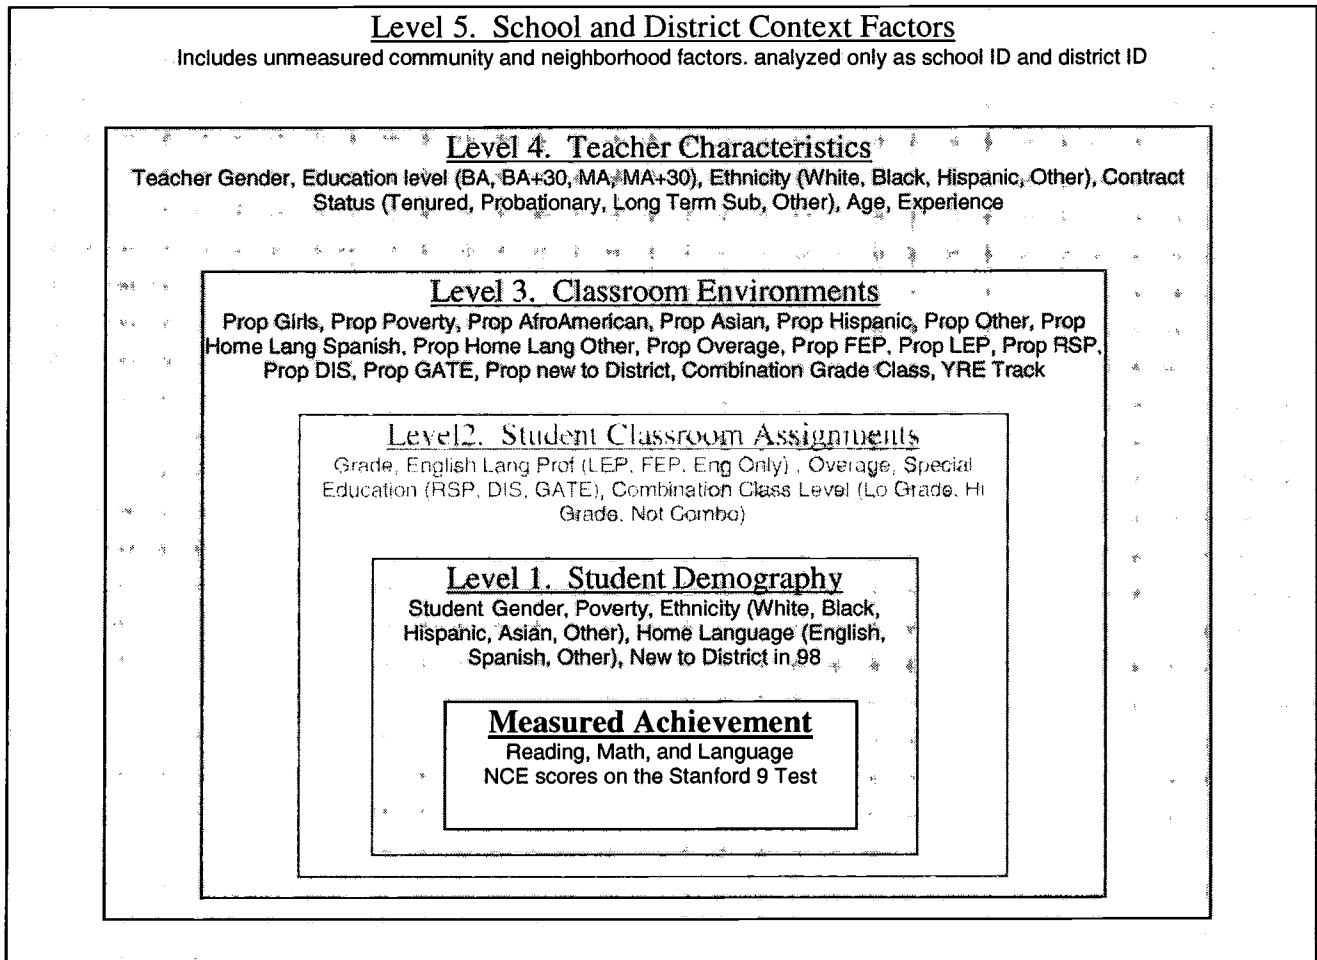 Level 5. School and District Context Factors
Includes unmeasured community and neighborhood factors. analyzed only as school ID and district ID
Level 4. Teacher Characteristics
Teacher Gender, Education level (BA, BA+30, MA, MA+30), Ethnicity (White, Black, Hispanic, Other), Contract
Status (Tenured, Probationary, Long Term Sub, Other), Age, Experience
Level 3. Classroom Environments
Prop Girls, Prop Poverty, Prop AfroAmerican, Prop Asian, Prop Hispanic, Prop Other, Prop
Home Lang Spanish, Prop Home Lang Other, Prop Overage, Prop FEP, Prop LEP, Prop RSP,
Prop DIS, Prop GATE, Prop new to District, Combination Grade Class, YRE Track
Level2. Student Classroom Assignments
Grade, English Lang Prof (LEP, FEP, Eng Only) , Overage, Special
Education (RSP, DIS, GATE), Combination Class Level (Lo Grade, Hi
Grade, Not Combo)
Level 1. Student Demography
Student Gender, Poverty, Ethnicity (White, Black,
Hispanic, Asian, Other), Home Language (English,
Spanish, Other), New to District in 98
Measured Achievement
Reading, Math, and Language
NCE scores on the Stanford 9 Test